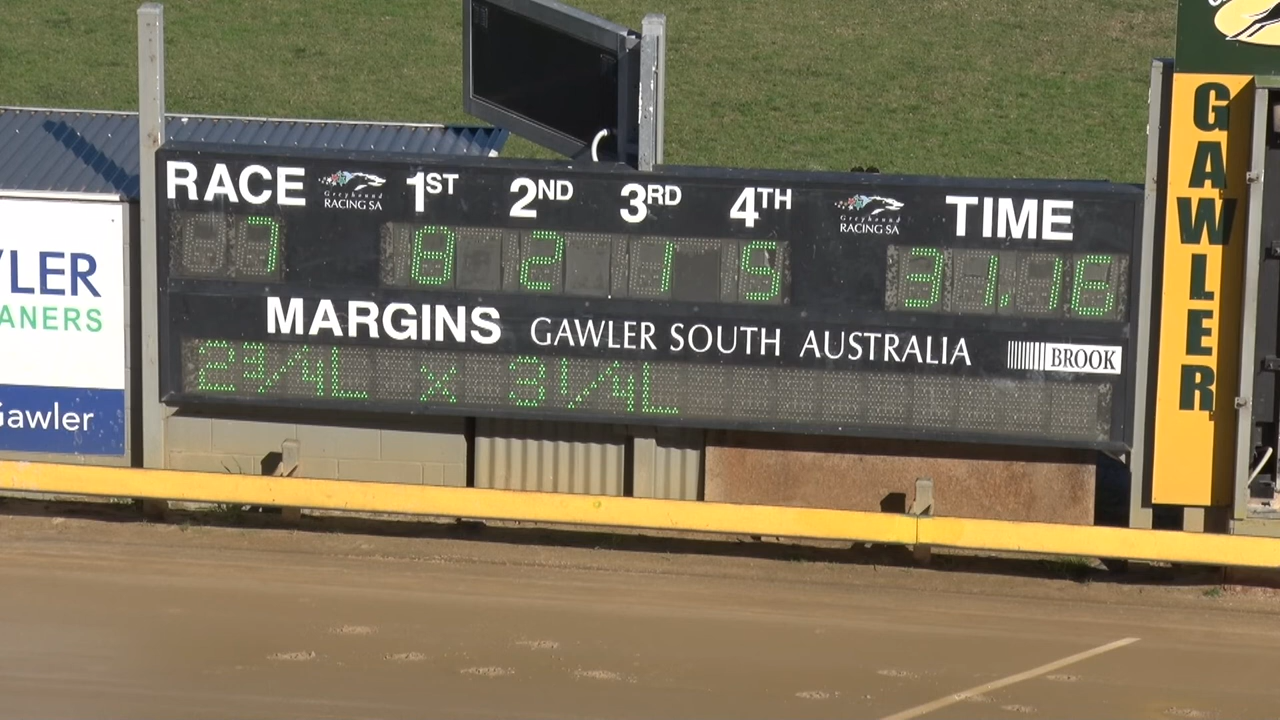 RACE Greyhound RACING SA 1ST 2ND 3RD 4TH Greyhound RACING SA TIME
7 8 2 1 5 31.16
MARGINS GAWLER SOUTH AUSTRALIA BROOK
2 3/4L x 3 1/4L
GAWLER
LER
ANERS
Gawler